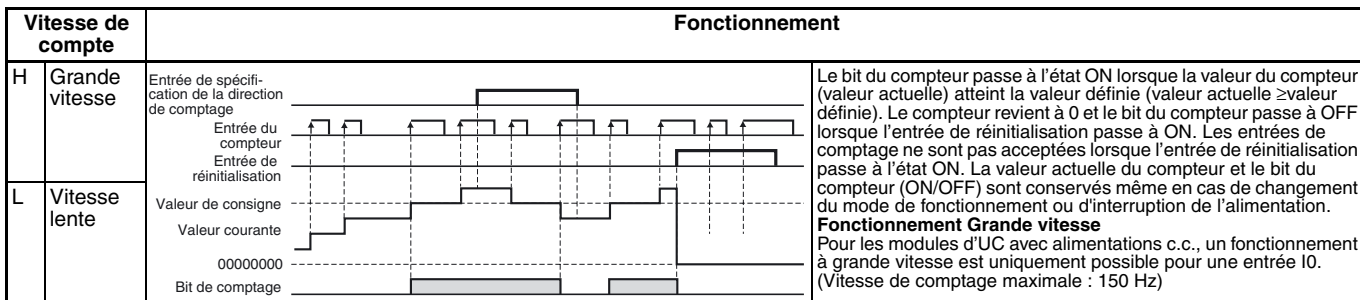 Vitesse de
compte
Fonctionnement
H
Grande
vitesse
L
Vitesse
lente
Entrée de spécifi-
cation de la direction
de comptage
Entrée du
compteur
Entrée de
réinitialisation
Valeur de consigne
Valeur courante
00000000
Bit de comptage
Le bit du compteur passe à l'état ON lorsque la valeur du compteur
(valeur actuelle) atteint la valeur définie (valeur actuelle ≥valeur
définie). Le compteur revient à 0 et le bit du compteur passe à OFF
lorsque l'entrée de réinitialisation passe à ON. Les entrées de
comptage ne sont pas acceptées lorsque l'entrée de réinitialisation
passe à l'état ON. La valeur actuelle du compteur et le bit du
compteur (ON/OFF) sont conservés même en cas de changement
du mode de fonctionnement ou d'interruption de l'alimentation.
Fonctionnement Grande vitesse
Pour les modules d'UC avec alimentations c.c., un fonctionnement
à grande vitesse est uniquement possible pour une entrée I0.
(Vitesse de comptage maximale : 150 Hz)